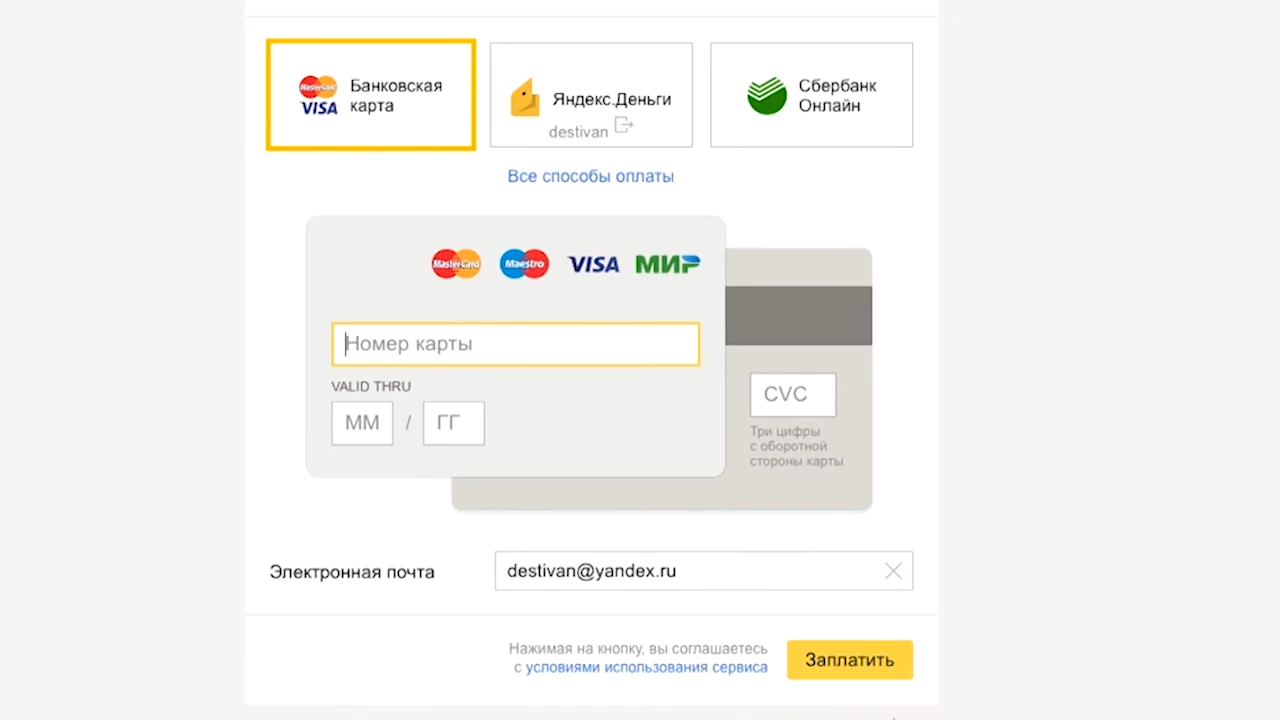 MasterCard
VISA
Банковская
карта
Яндекс.Деньги
destivan
Сбербанк
Онлайн
Все способы оплаты
MasterCard Maestro VISA МИР
Номер карты
VALID THRU
ММ / ГГ
CVC
Три цифры
с оборотной
стороны карты
Электронная почта
destivan@yandex.ru
Нажимая на кнопку, вы соглашаетесь
с условиями использования сервиса
Заплатить